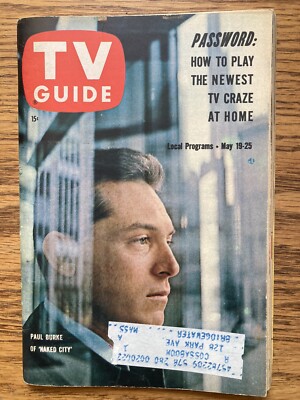 TV
GUIDE
15¢
PASSWORD:
HOW TO PLAY
THE NEWEST
TV CRAZE
AT HOME
Local Programs • May 19-25
PAUL BURKE
OF 'NAKED CITY'
R
128 PARK AVE A
BRIDGEWATER MASS